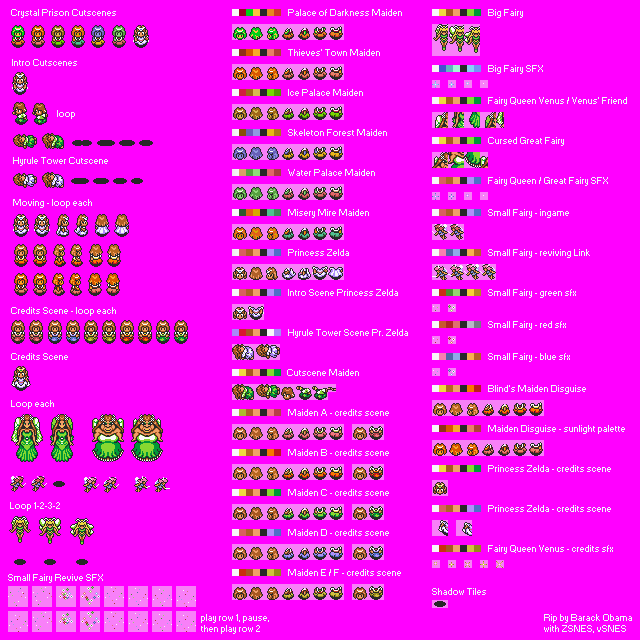 Crystal Prison Cutscenes
Intro Cutscenes
loop
Hyrule Tower Cutscene
Moving - loop each
Credits Scene - loop each
Credits Scene
Loop each
Loop 1-2-3-2
Small Fairy Revive SFX
play row 1, pause,
then play row 2
Palace of Darkness Maiden
Thieves' Town Maiden
Ice Palace Maiden
Skeleton Forest Maiden
Water Palace Maiden
Misery Mire Maiden
Princess Zelda
Intro Scene Princess Zelda
Hyrule Tower Scene Pr. Zelda
Cutscene Maiden
Maiden A - credits scene
Maiden B - credits scene
Maiden C - credits scene
Maiden D - credits scene
Maiden E / F - credits scene
Big Fairy
Big Fairy SFX
Fairy Queen Venus / Venus' Friend
Cursed Great Fairy
Fairy Queen / Great Fairy SFX
Small Fairy - ingame
Small Fairy - reviving Link
Small Fairy - green sfx
Small Fairy - red sfx
Small Fairy - blue sfx
Blind's Maiden Disguise
Maiden Disguise - sunlight palette
Princess Zelda - credits scene
Princess Zelda - credits scene
Fairy Queen Venus - credits sfx
Shadow Tiles
Rip by Barack Obama
with ZSNES, vSNES